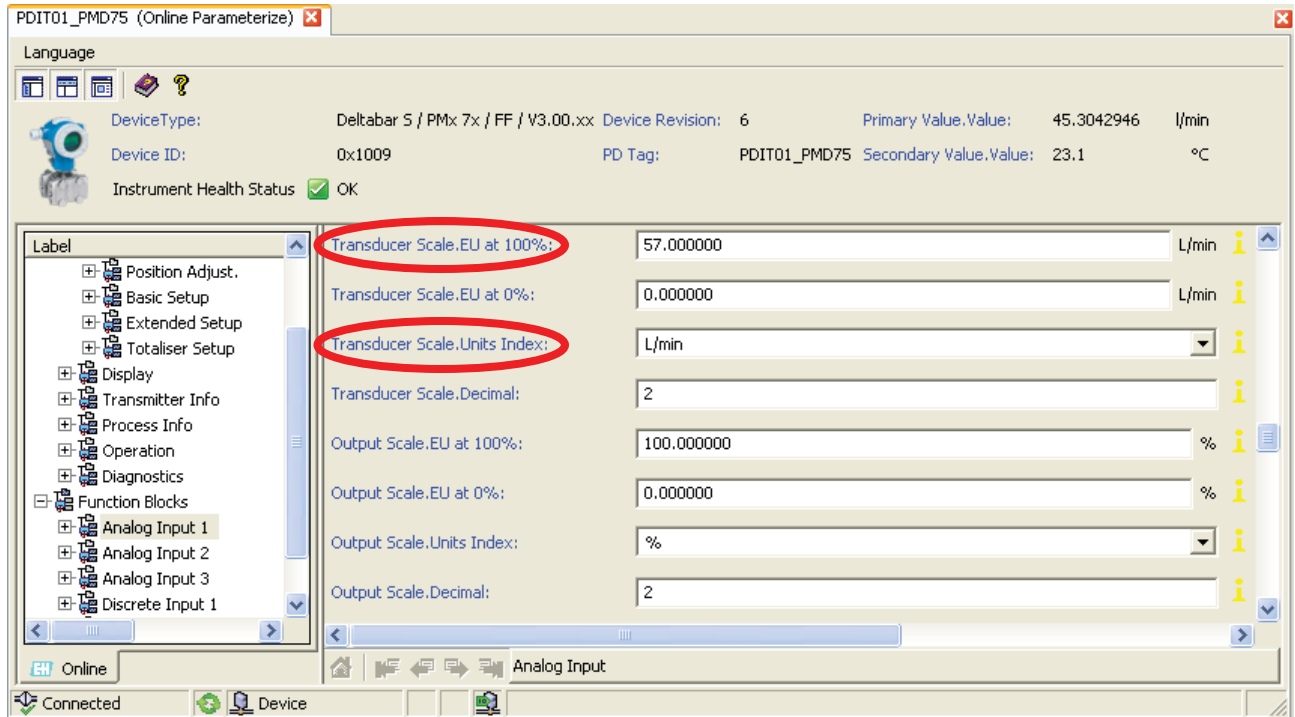 PDIT01_PMD75 (Online Parameterize)
Language
DeviceType: Deltabar S / PMx 7x / FF / V3.00.xx Device Revision: 6 Primary Value.Value: 45.3042946 l/min
Device ID: 0x1009 PD Tag: PDIT01_PMD75 Secondary Value.Value: 23.1 °C
Instrument Health Status OK
Label
Position Adjust.
Basic Setup
Extended Setup
Totaliser Setup
Display
Transmitter Info
Process Info
Operation
Diagnostics
Function Blocks
Analog Input 1
Analog Input 2
Analog Input 3
Discrete Input 1
Online
Transducer Scale.EU at 100%: 57.000000 L/min
Transducer Scale.EU at 0%: 0.000000 L/min
Transducer Scale.Units Index: L/min
Transducer Scale.Decimal: 2
Output Scale.EU at 100%: 100.000000 %
Output Scale.EU at 0%: 0.000000 %
Output Scale.Units Index: %
Output Scale.Decimal: 2
Analog Input
Connected Device